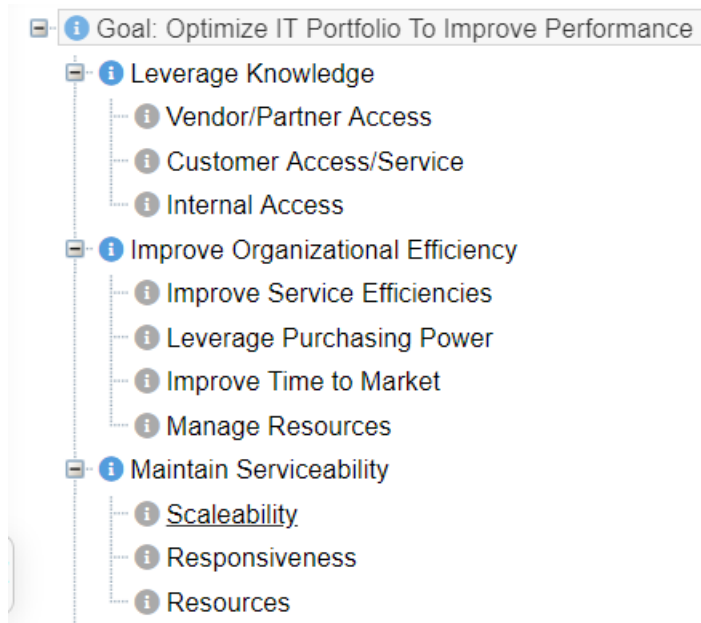 Goal: Optimize IT Portfolio To Improve Performance
Leverage Knowledge
Vendor/Partner Access
Customer Access/Service
Internal Access
Improve Organizational Efficiency
Improve Service Efficiencies
Leverage Purchasing Power
Improve Time to Market
Manage Resources
Maintain Serviceability
Scaleability
Responsiveness
Resources